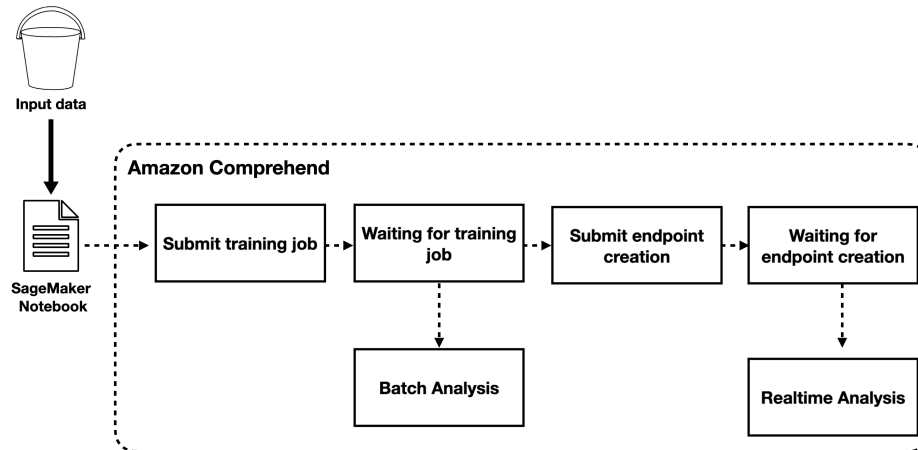 Input data
Amazon Comprehend
SageMaker
Notebook
Submit training job
Waiting for training
job
Submit endpoint
creation
Waiting for
endpoint creation
Batch Analysis
Realtime Analysis